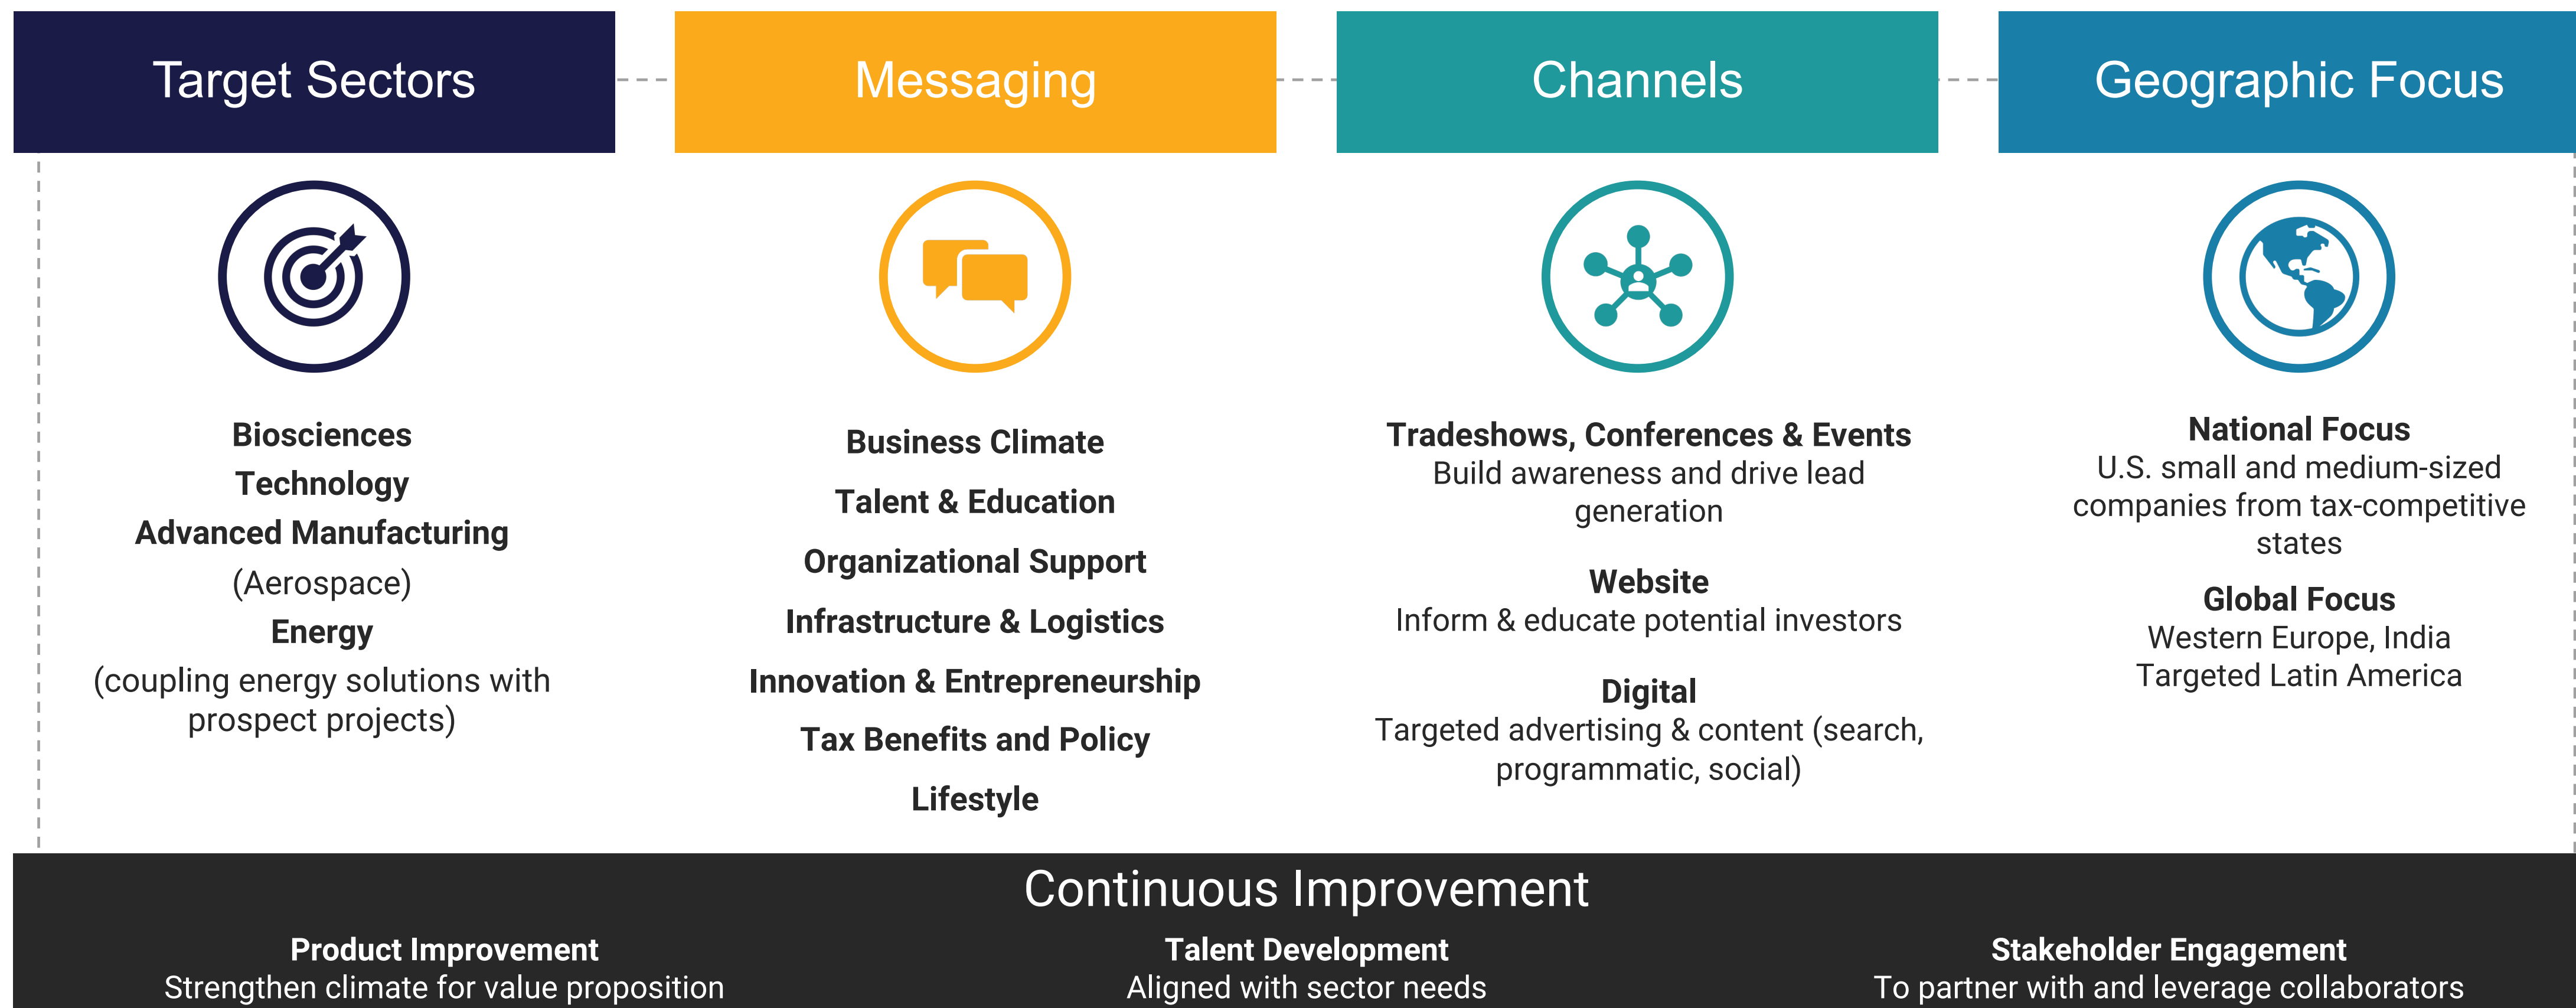 Target Sectors
Messaging
Channels
Geographic Focus
Biosciences
Technology
Advanced Manufacturing
(Aerospace)
Energy
(coupling energy solutions with
prospect projects)
Business Climate
Talent & Education
Organizational Support
Infrastructure & Logistics
Innovation & Entrepreneurship
Tax Benefits and Policy
Lifestyle
Tradeshows, Conferences & Events
Build awareness and drive lead
generation
Website
Inform & educate potential investors
Digital
Targeted advertising & content (search,
programmatic, social)
National Focus
U.S. small and medium-sized
companies from tax-competitive
states
Global Focus
Western Europe, India
Targeted Latin America
Continuous Improvement
Product Improvement
Strengthen climate for value proposition
Talent Development
Aligned with sector needs
Stakeholder Engagement
To partner with and leverage collaborators